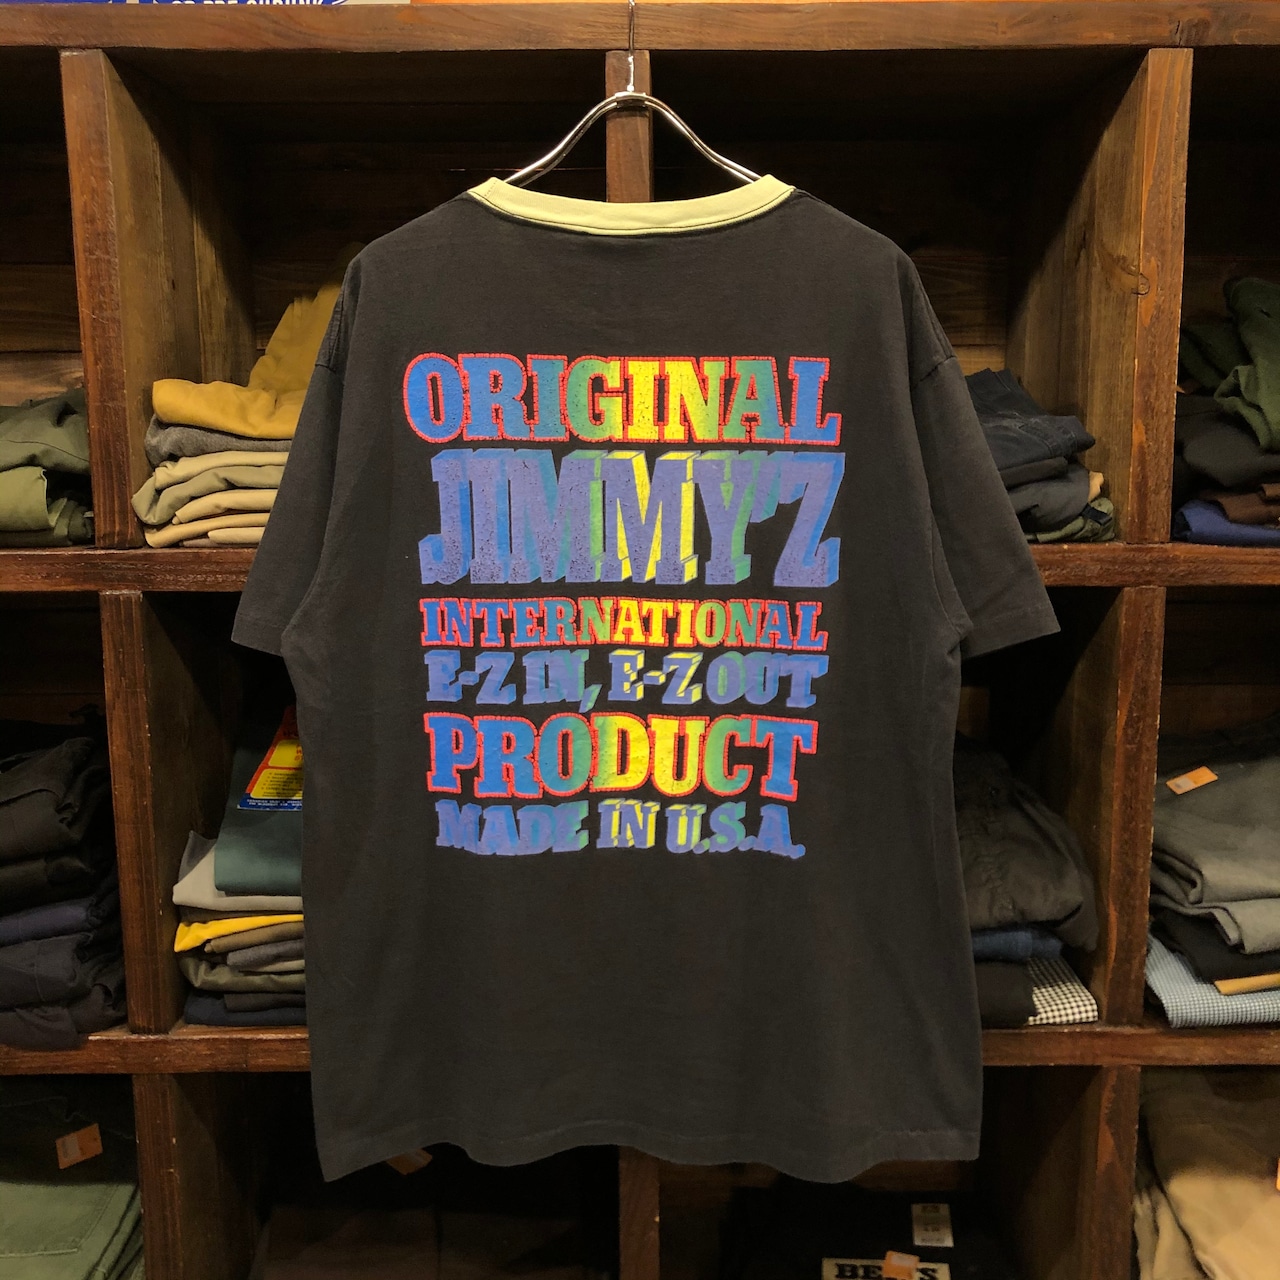 ORIGINAL
JIMMY'Z
INTERNATIONAL
E-Z IN, E-Z OUT
PRODUCT
MADE IN U.S.A.